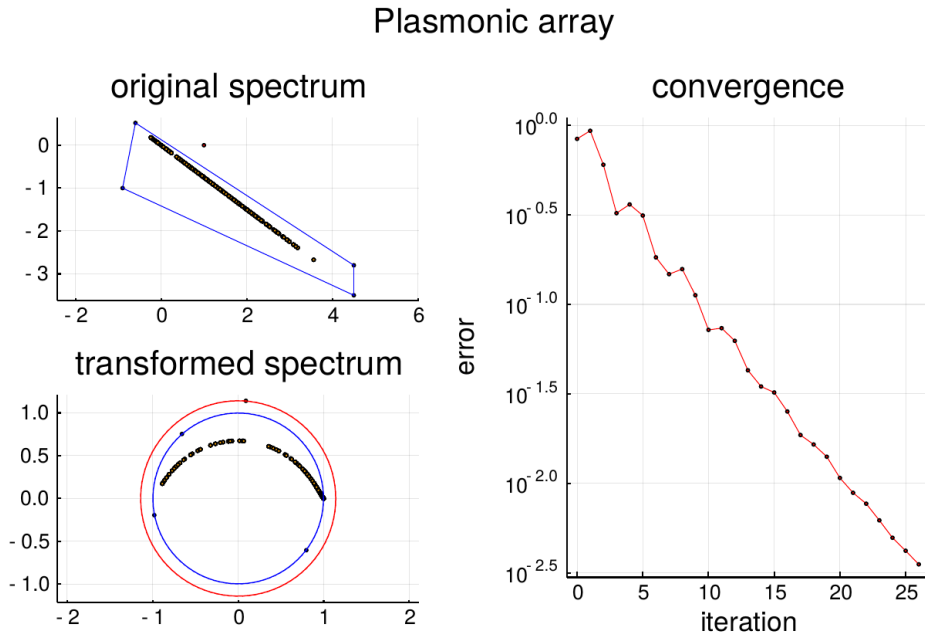 Plasmonic array
original spectrum
0
- 1
- 2
- 3
- 2 0 2 4 6
transformed spectrum
1.0
0.5
0.0
- 0.5
- 1.0
- 2 - 1 0 1 2
convergence
error
10^0.0
10^- 0.5
10^- 1.0
10^- 1.5
10^- 2.0
10^- 2.5
0 5 10 15 20 25
iteration